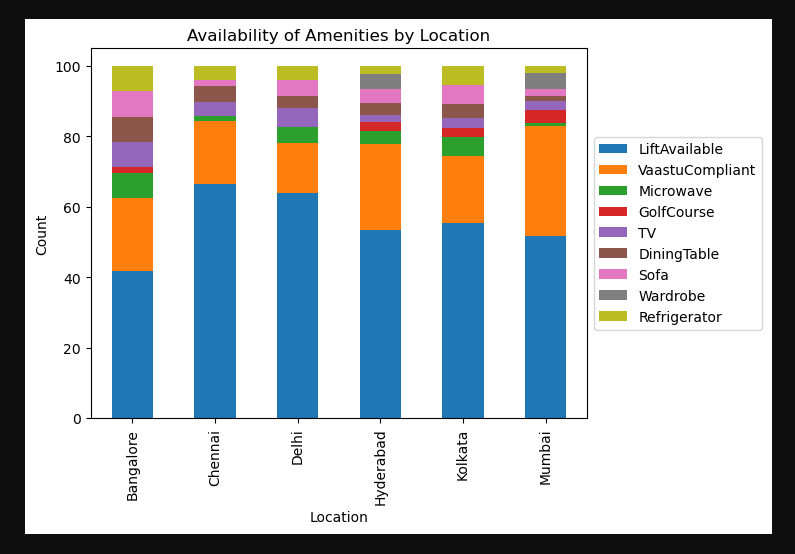 Availability of Amenities by Location
100
80
60
40
20
0
Count
Bangalore
Chennai
Delhi
Hyderabad
Kolkata
Mumbai
Location
LiftAvailable
VaastuCompliant
Microwave
GolfCourse
TV
DiningTable
Sofa
Wardrobe
Refrigerator